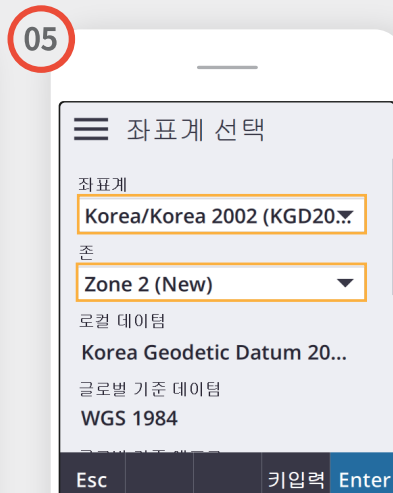 05
좌표계 선택
좌표계
Korea/Korea 2002 (KGD20...
존
Zone 2 (New)
로컬 데이텀
Korea Geodetic Datum 20...
글로벌 기준 데이텀
WGS 1984
Esc 키입력 Enter